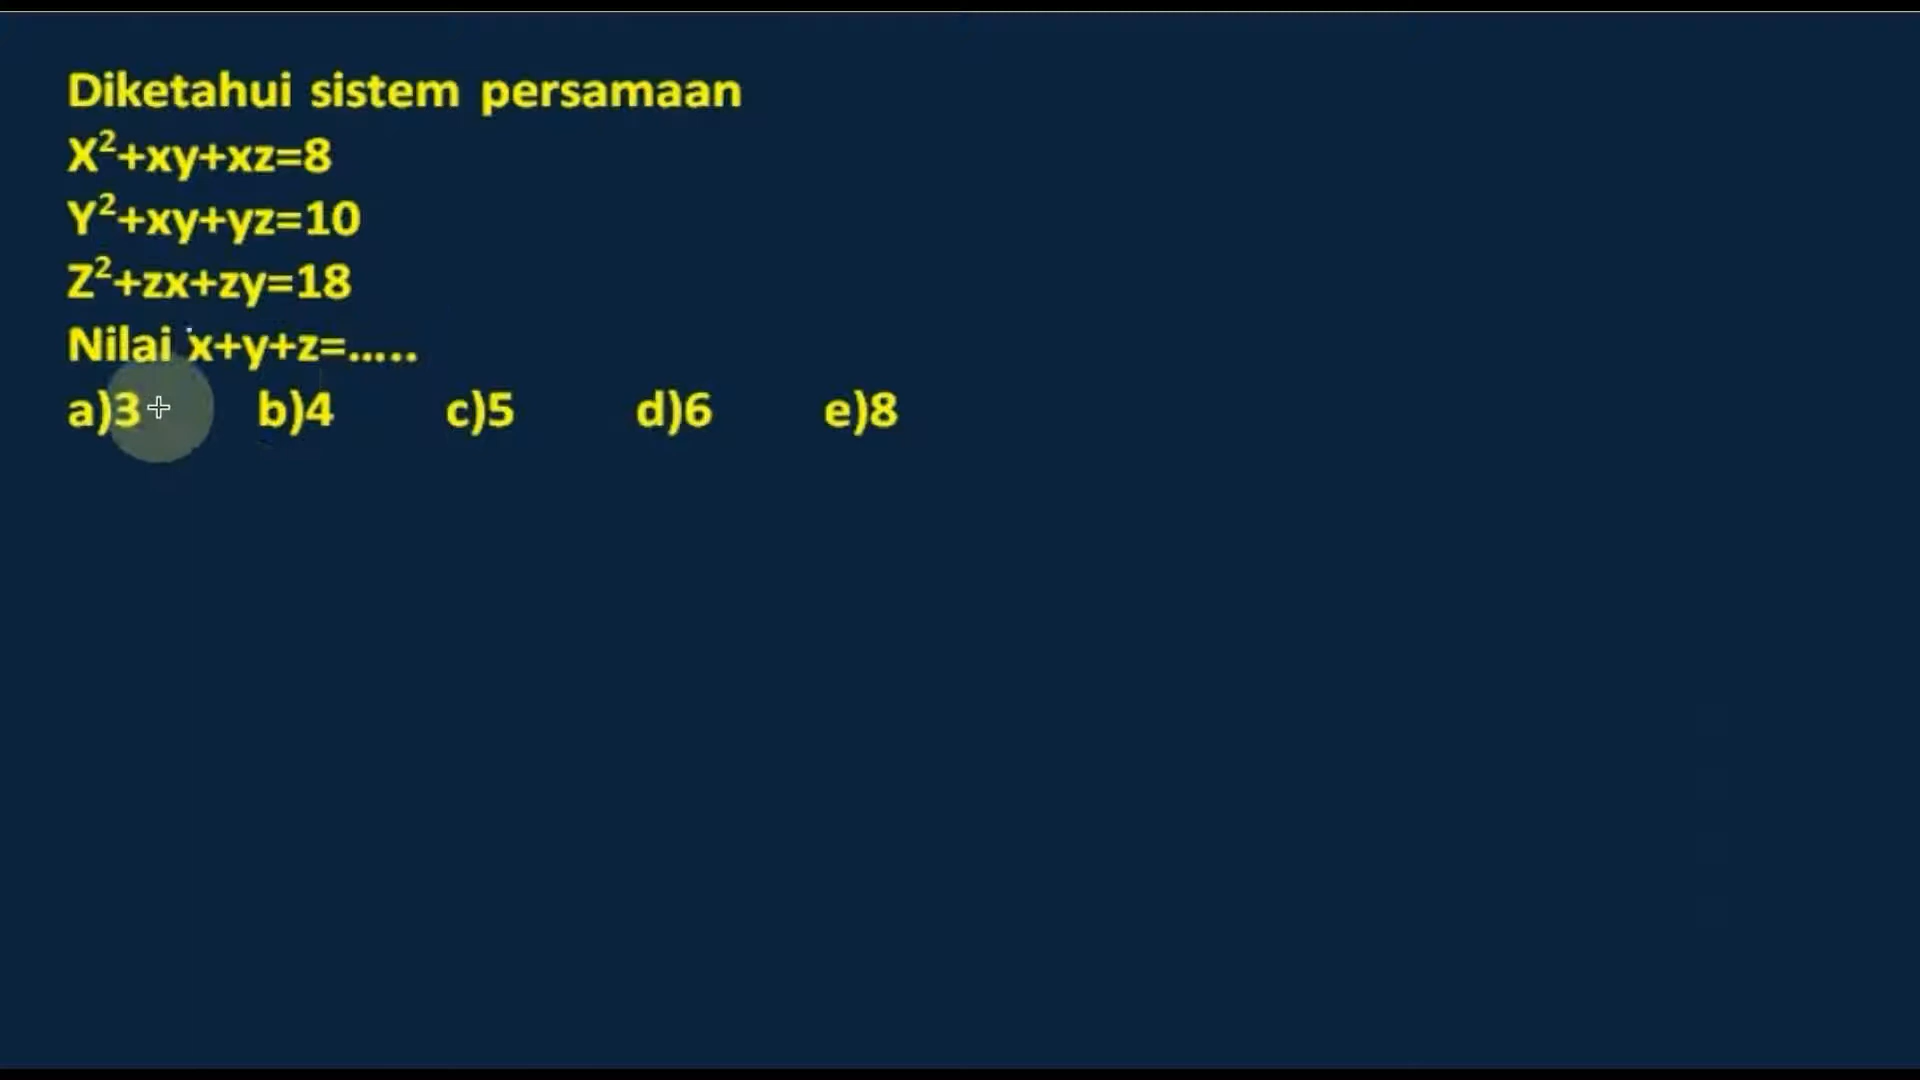 Diketahui sistem persamaan
X²+xy+xz=8
Y²+xy+yz=10
Z²+zx+zy=18
Nilai x+y+z=.....
a)3 b)4 c)5 d)6 e)8